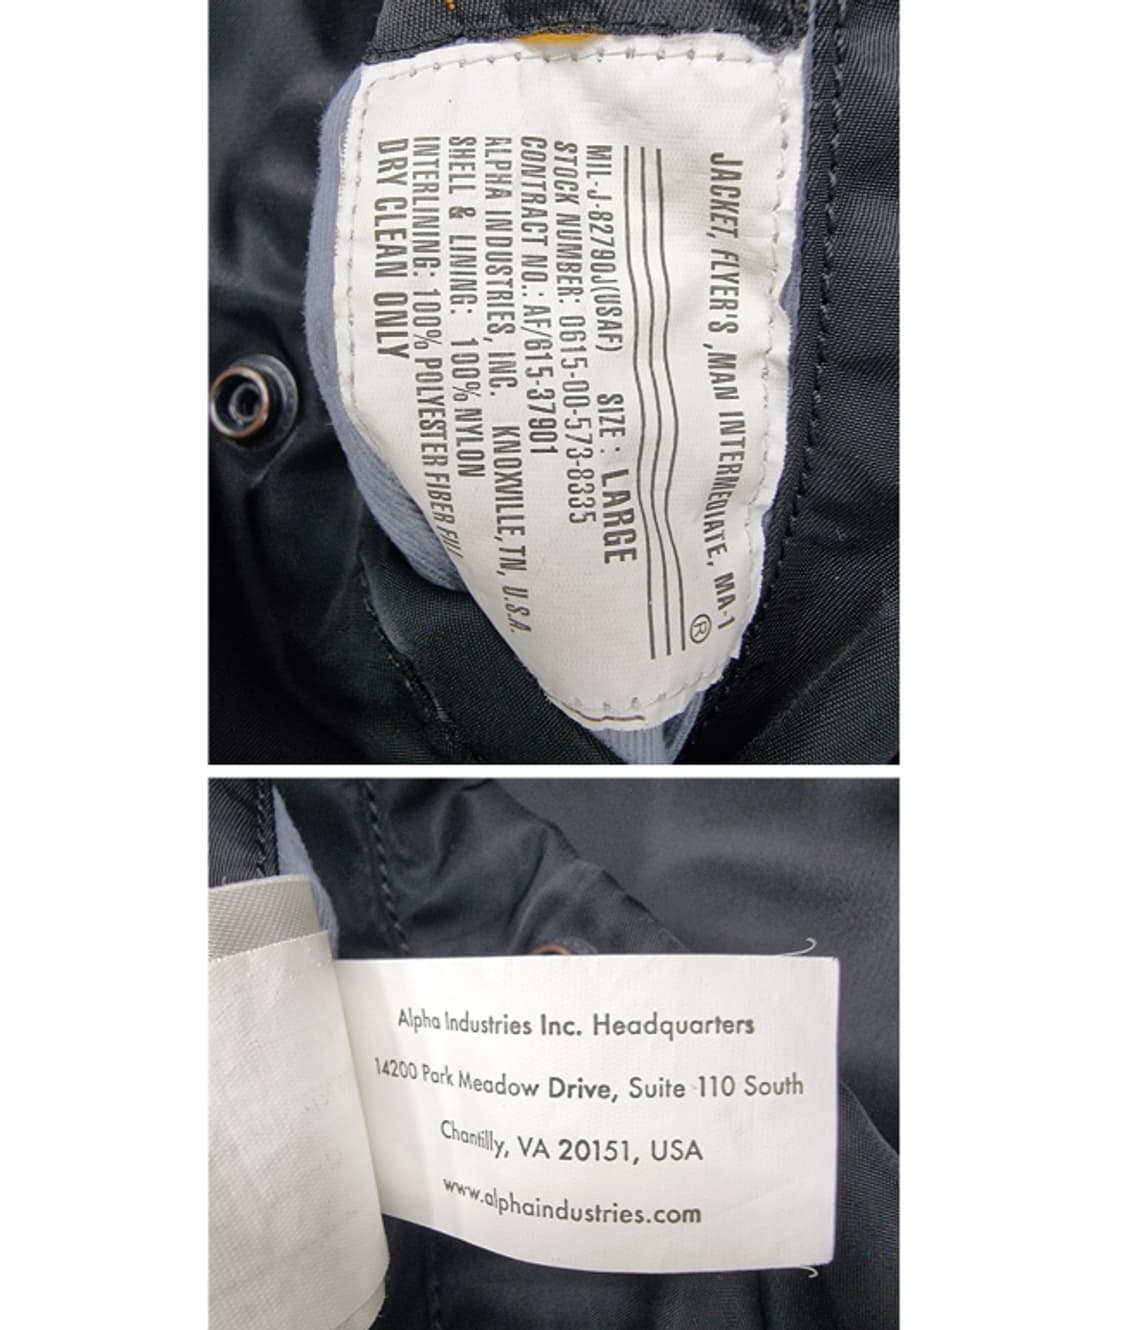 JACKET, FLYER'S ,MAN INTERMEDIATE, MA-1
®
MIL-J-82790J(USAF) SIZE : LARGE
STOCK NUMBER: 0615-00-573-8335
CONTRACT NO.: AF/615-37901
ALPHA INDUSTRIES, INC. KNOXVILLE, TN, U.S.A.
SHELL & LINING: 100% NYLON
INTERLINING: 100% POLYESTER FIBER FILL
DRY CLEAN ONLY
Alpha Industries Inc. Headquarters
14200 Park Meadow Drive, Suite 110 South
Chantilly, VA 20151, USA
www.alphaindustries.com